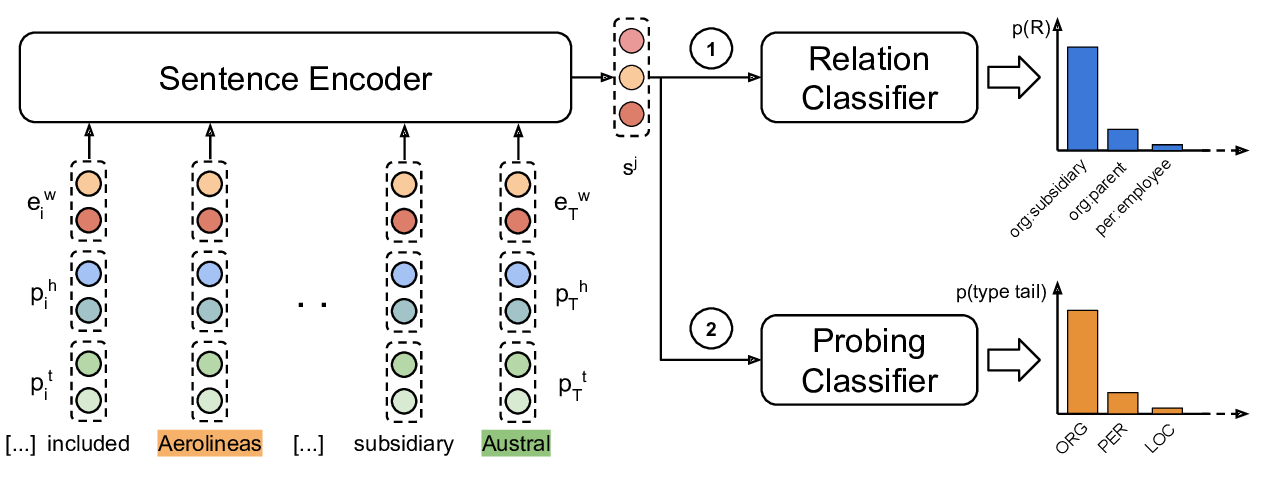 Sentence Encoder
s^j
1
Relation
Classifier
p(R)
org:subsidiary
org:parent
per:employee
e_i^w
e_T^w
p_i^h
. .
p_T^h
p_i^t
p_T^t
[...] included Aerolineas [...] subsidiary Austral
2
Probing
Classifier
p(type tail)
ORG
PER
LOC